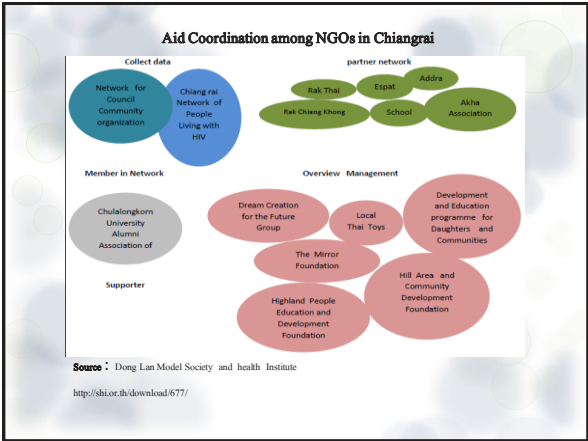 Aid Coordination among NGOs in Chiangrai
Collect data
partner network
Network for
Council
Community
organization
Chiang rai
Network of
People
Living with
HIV
Rak Thai
Espat
Addra
Rak Chiang Khong
School
Akha
Association
Member in Network
Overview Management
Chulalongkorn
University
Alumni
Association of
Dream Creation
for the Future
Group
Local
Thai Toys
Development
and Education
programme for
Daughters and
Communities
The Mirror
Foundation
Hill Area and
Community
Development
Foundation
Highland People
Education and
Development
Foundation
Supporter
Source : Dong Lan Model Society and health Institute
http://shi.or.th/download/677/